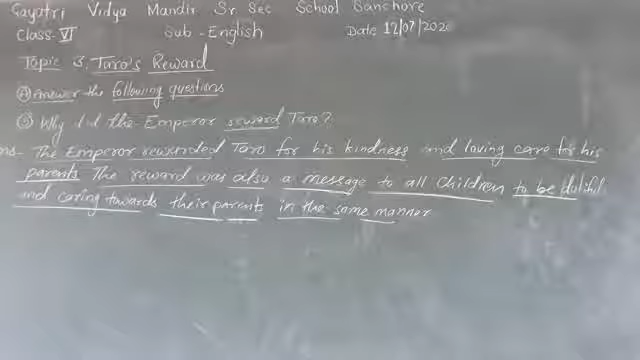 Gayatri Vidya Mandir Sr. Sec School Sanchore
Class-VI Sub-English Date 12/07/2020
Topic 3. Taro's Reward
Ⓐ Answer the following questions
③ Why did the Emperor reward Taro?
Ans- The Emperor rewarded Taro for his kindness and loving care for his
parents The reward was also a message to all children to be dutiful
and caring towards their parents in the same manner